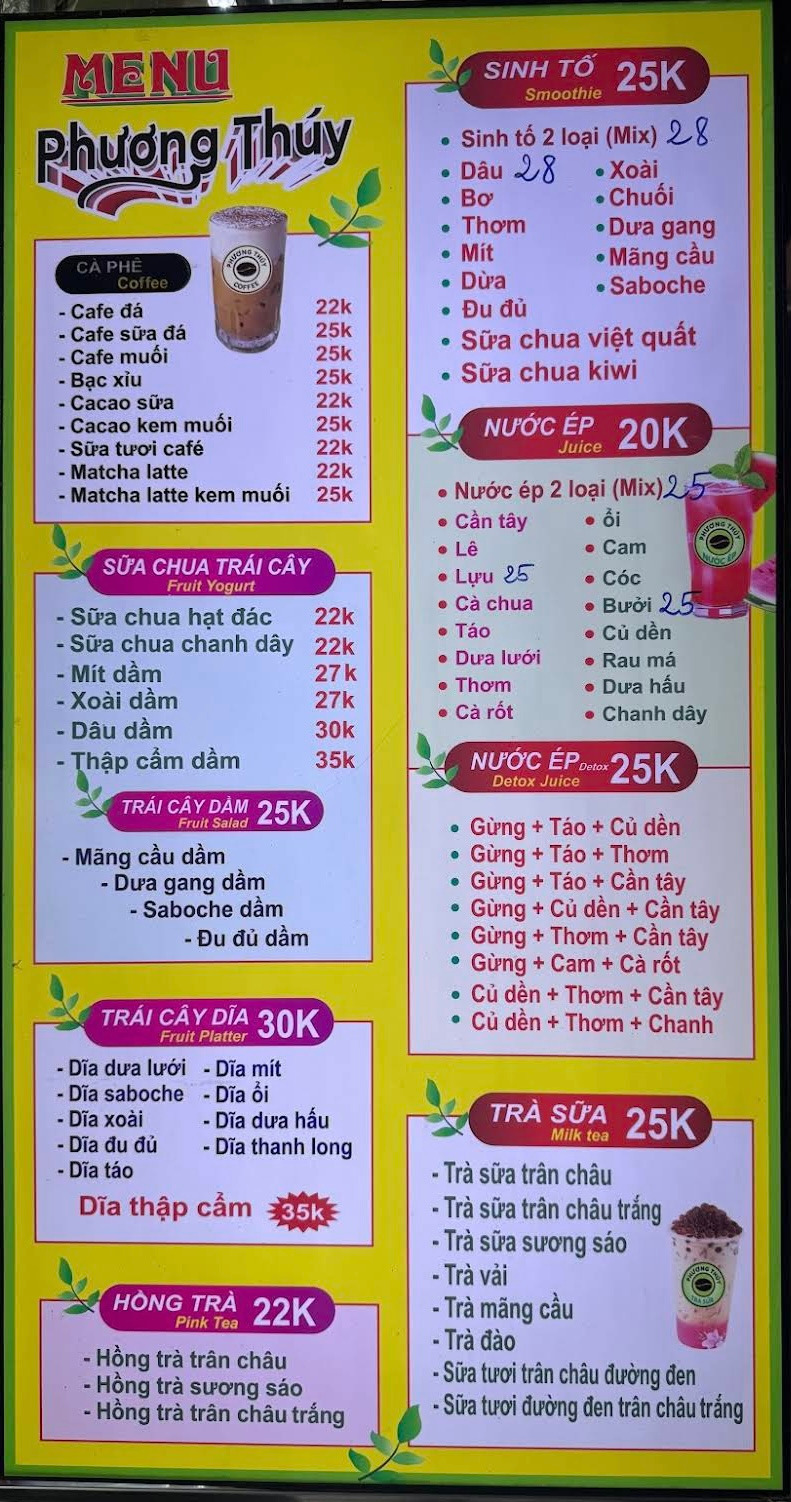 MENU
Phương Thúy
CÀ PHÊ
Coffee
PHƯƠNG THÚY
COFFEE
- Cafe đá 22k
- Cafe sữa đá 25k
- Cafe muối 25k
- Bạc xỉu 25k
- Cacao sữa 22k
- Cacao kem muối 25k
- Sữa tươi café 22k
- Matcha latte 22k
- Matcha latte kem muối 25k
SỮA CHUA TRÁI CÂY
Fruit Yogurt
- Sữa chua hạt đác 22k
- Sữa chua chanh dây 22k
- Mít dầm 27k
- Xoài dầm 27k
- Dâu dầm 30k
- Thập cẩm dầm 35k
TRÁI CÂY DẦM 25K
Fruit Salad
- Mãng cầu dầm
- Dưa gang dầm
- Saboche dầm
- Đu đủ dầm
TRÁI CÂY DĨA 30K
Fruit Platter
- Dĩa dưa lưới - Dĩa mít
- Dĩa saboche - Dĩa ổi
- Dĩa xoài - Dĩa dưa hấu
- Dĩa đu đủ - Dĩa thanh long
- Dĩa táo
Dĩa thập cẩm 35k
HỒNG TRÀ 22K
Pink Tea
- Hồng trà trân châu
- Hồng trà sương sáo
- Hồng trà trân châu trắng
SINH TỐ 25K
Smoothie
• Sinh tố 2 loại (Mix) 28
• Dâu 28 • Xoài
• Bơ • Chuối
• Thơm • Dưa gang
• Mít • Mãng cầu
• Dừa • Saboche
• Đu đủ
• Sữa chua việt quất
• Sữa chua kiwi
NƯỚC ÉP 20K
Juice
• Nước ép 2 loại (Mix) 25
• Cần tây • ổi
• Lê • Cam
• Lựu 25 • Cóc
• Cà chua • Bưởi 25
• Táo • Củ dền
• Dưa lưới • Rau má
• Thơm • Dưa hấu
• Cà rốt • Chanh dây
PHƯƠNG THÚY
NƯỚC ÉP
NƯỚC ÉP Detox 25K
Detox Juice
• Gừng + Táo + Củ dền
• Gừng + Táo + Thơm
• Gừng + Táo + Cần tây
• Gừng + Củ dền + Cần tây
• Gừng + Thơm + Cần tây
• Gừng + Cam + Cà rốt
• Củ dền + Thơm + Cần tây
• Củ dền + Thơm + Chanh
TRÀ SỮA 25K
Milk tea
- Trà sữa trân châu
- Trà sữa trân châu trắng
- Trà sữa sương sáo
- Trà vải
- Trà mãng cầu
- Trà đào
- Sữa tươi trân châu đường đen
- Sữa tươi đường đen trân châu trắng
PHƯƠNG THÚY
TRÀ SỮA